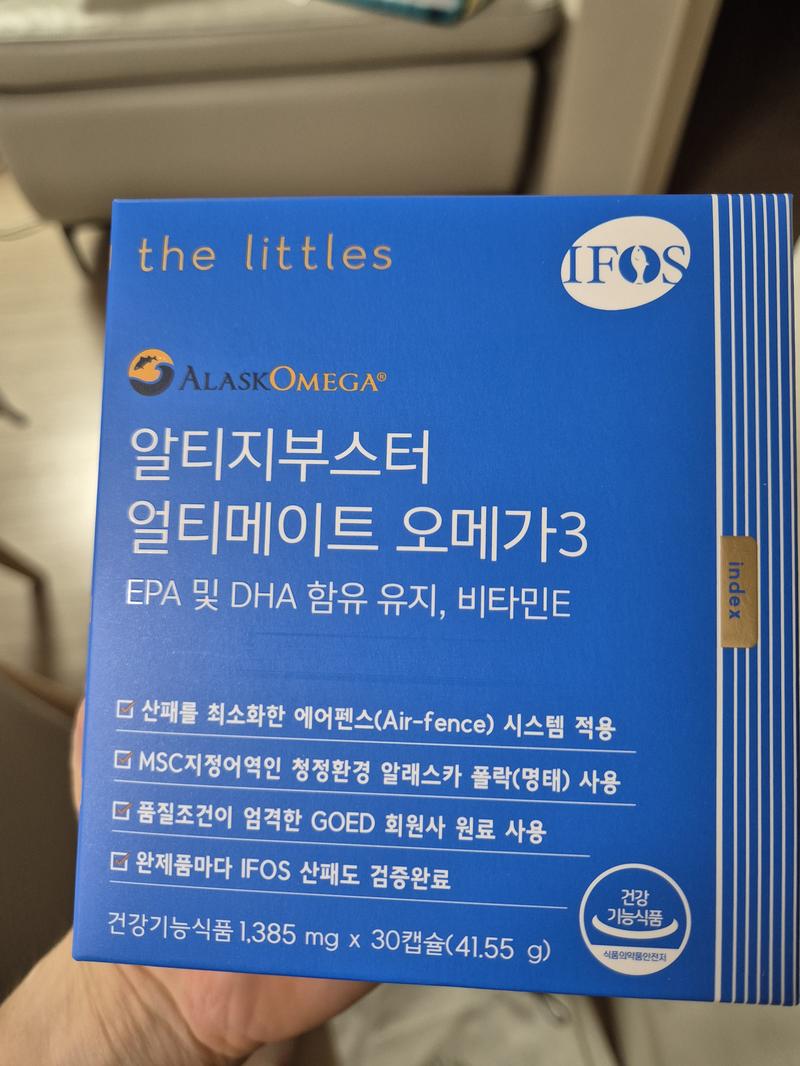 the littles
IFOS
ALASKOMEGA®
알티지부스터
얼티메이트 오메가3
EPA 및 DHA 함유 유지, 비타민E
index
산패를 최소화한 에어펜스(Air-fence) 시스템 적용
MSC지정어역인 청정환경 알래스카 폴락(명태) 사용
품질조건이 엄격한 GOED 회원사 원료 사용
완제품마다 IFOS 산패도 검증완료
건강기능식품 1,385 mg x 30캡슐(41.55 g)
건강
기능식품
식품의약품안전처